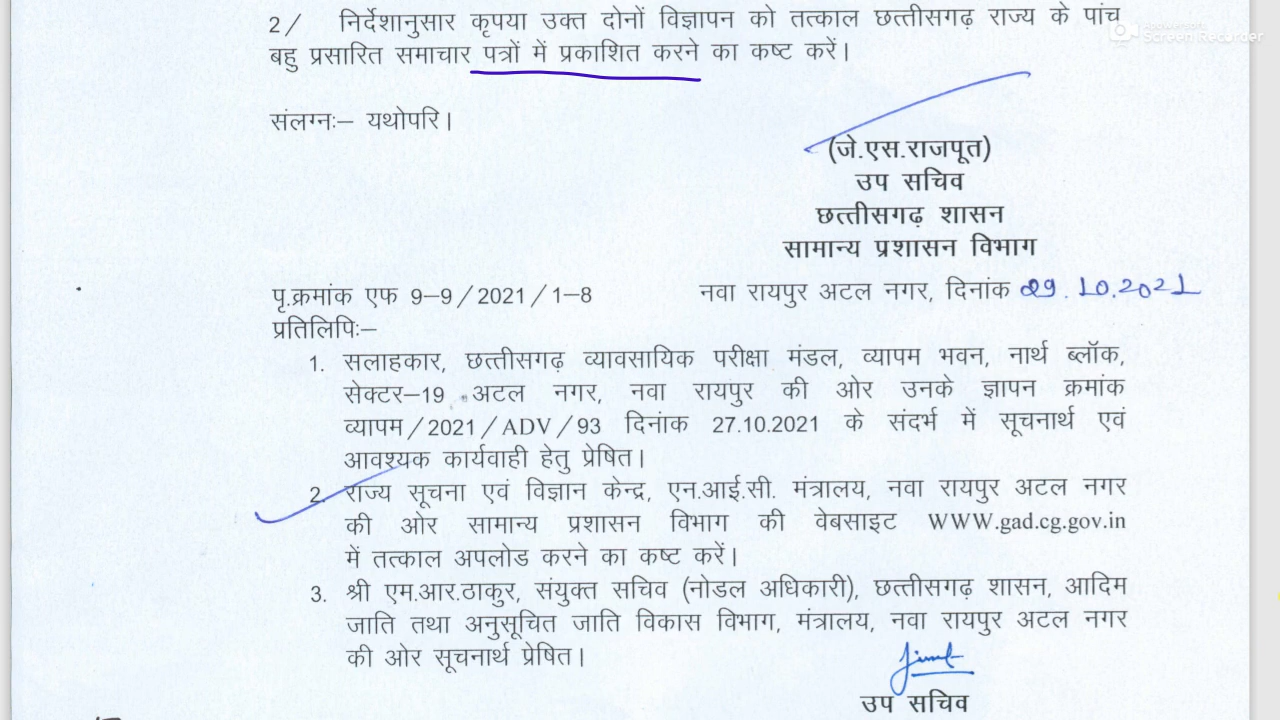 2/ निर्देशानुसार कृपया उक्त दोनों विज्ञापन को तत्काल छत्तीसगढ़ राज्य के पांच
बहु प्रसारित समाचार पत्रों में प्रकाशित करने का कष्ट करें।
संलग्नः– यथोपरि।
(जे.एस.राजपूत)
उप सचिव
छत्तीसगढ़ शासन
सामान्य प्रशासन विभाग
पृ.क्रमांक एफ 9–9/2021/1-8 नवा रायपुर अटल नगर, दिनांक 29.10.2021
प्रतिलिपिः–
1. सलाहकार, छत्तीसगढ़ व्यावसायिक परीक्षा मंडल, व्यापम भवन, नार्थ ब्लॉक,
सेक्टर–19 अटल नगर, नवा रायपुर की ओर उनके ज्ञापन क्रमांक
व्यापम/2021/ADV/93 दिनांक 27.10.2021 के संदर्भ में सूचनार्थ एवं
आवश्यक कार्यवाही हेतु प्रेषित।
2. राज्य सूचना एवं विज्ञान केन्द्र, एन.आई.सी. मंत्रालय, नवा रायपुर अटल नगर
की ओर सामान्य प्रशासन विभाग की वेबसाइट WWW.gad.cg.gov.in
में तत्काल अपलोड करने का कष्ट करें।
3. श्री एम.आर.ठाकुर, संयुक्त सचिव (नोडल अधिकारी), छत्तीसगढ़ शासन, आदिम
जाति तथा अनुसूचित जाति विकास विभाग, मंत्रालय, नवा रायपुर अटल नगर
की ओर सूचनार्थ प्रेषित।
उप सचिव
Screen Recorder